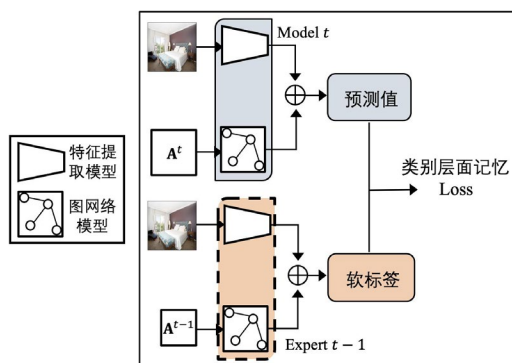 特征提
取模型
图网络
模型
Model t
A^t
预测值
类别层面记忆
Loss
软标签
A^{t−1}
Expert t − 1